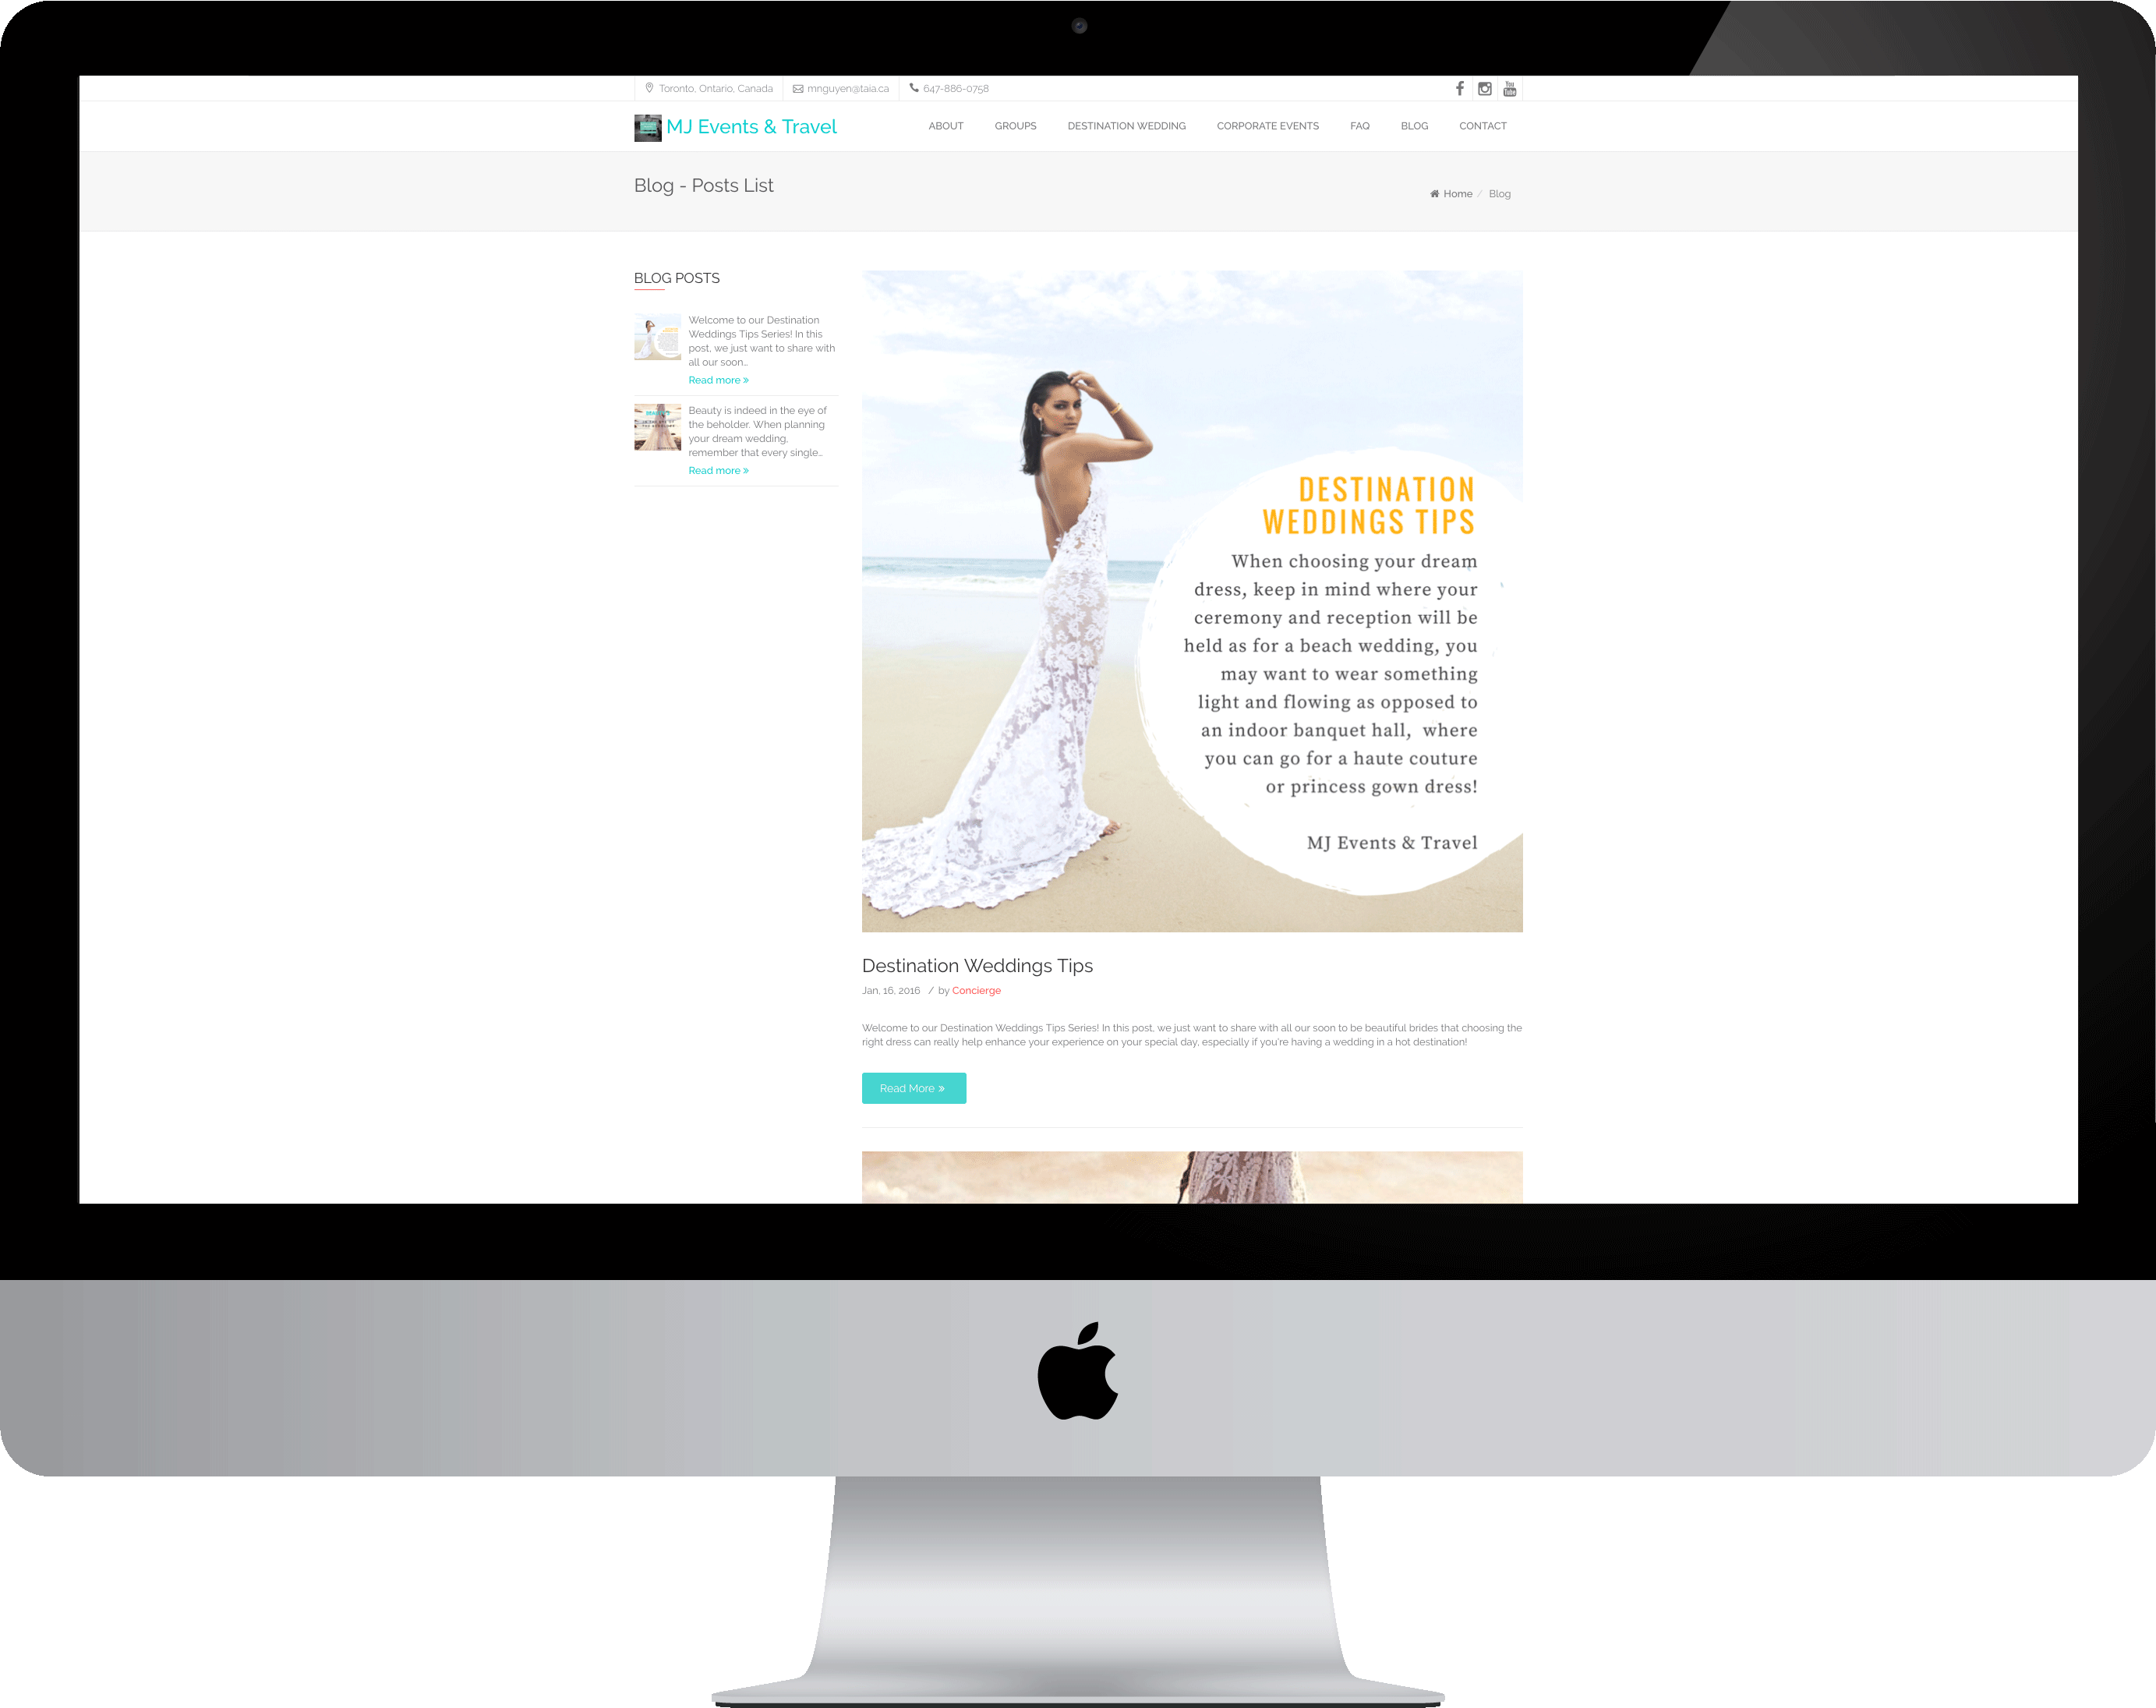 Toronto, Ontario, Canada
mnguyen@taia.ca
647-886-0758
MJ Events & Travel
ABOUT
GROUPS
DESTINATION WEDDING
CORPORATE EVENTS
FAQ
BLOG
CONTACT
Blog - Posts List
Home / Blog
BLOG POSTS
Welcome to our Destination
Weddings Tips Series! In this
post, we just want to share with
all our soon...
Read more »
Beauty is indeed in the eye of
the beholder. When planning
your dream wedding,
remember that every single...
Read more »
DESTINATION
WEDDINGS TIPS
When choosing your dream
dress, keep in mind where your
ceremony and reception will be
held as for a beach wedding, you
may want to wear something
light and flowing as opposed to
an indoor banquet hall, where
you can go for a haute couture
or princess gown dress!
MJ Events & Travel
Destination Weddings Tips
Jan, 16, 2016 / by Concierge
Welcome to our Destination Weddings Tips Series! In this post, we just want to share with all our soon to be beautiful brides that choosing the
right dress can really help enhance your experience on your special day, especially if you're having a wedding in a hot destination!
Read More »